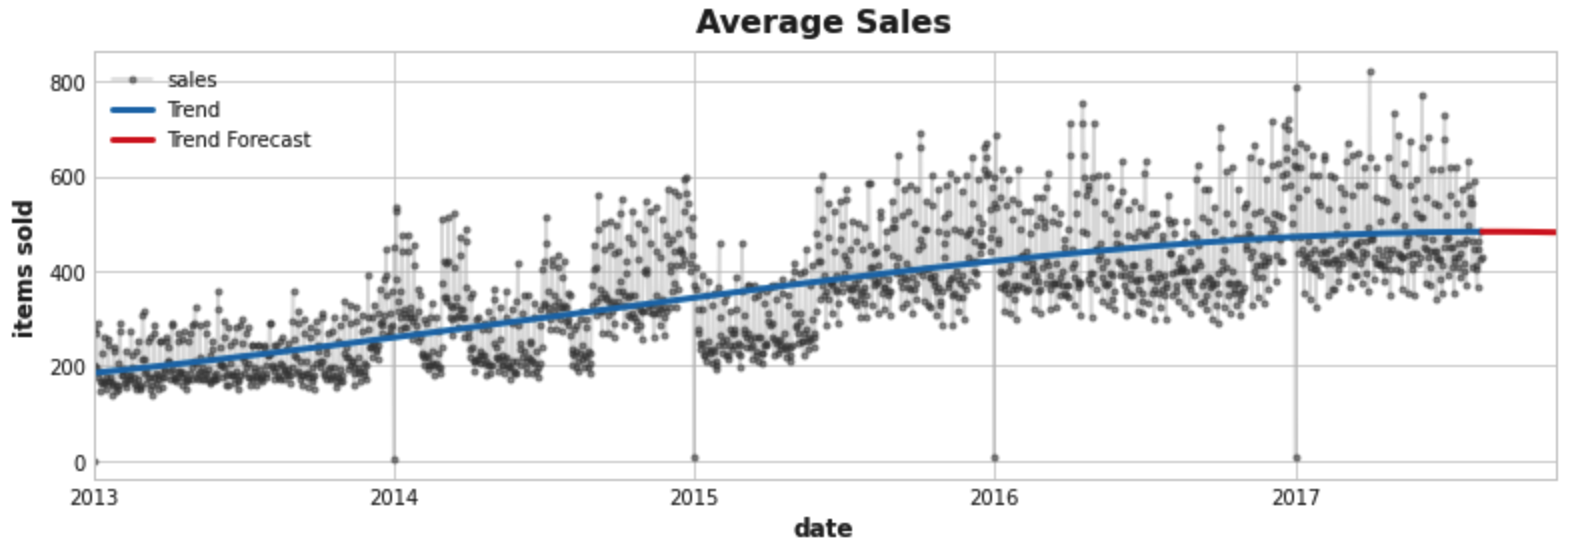 Average Sales
sales
Trend
Trend Forecast
items sold
800
600
400
200
0
2013 2014 2015 2016 2017
date